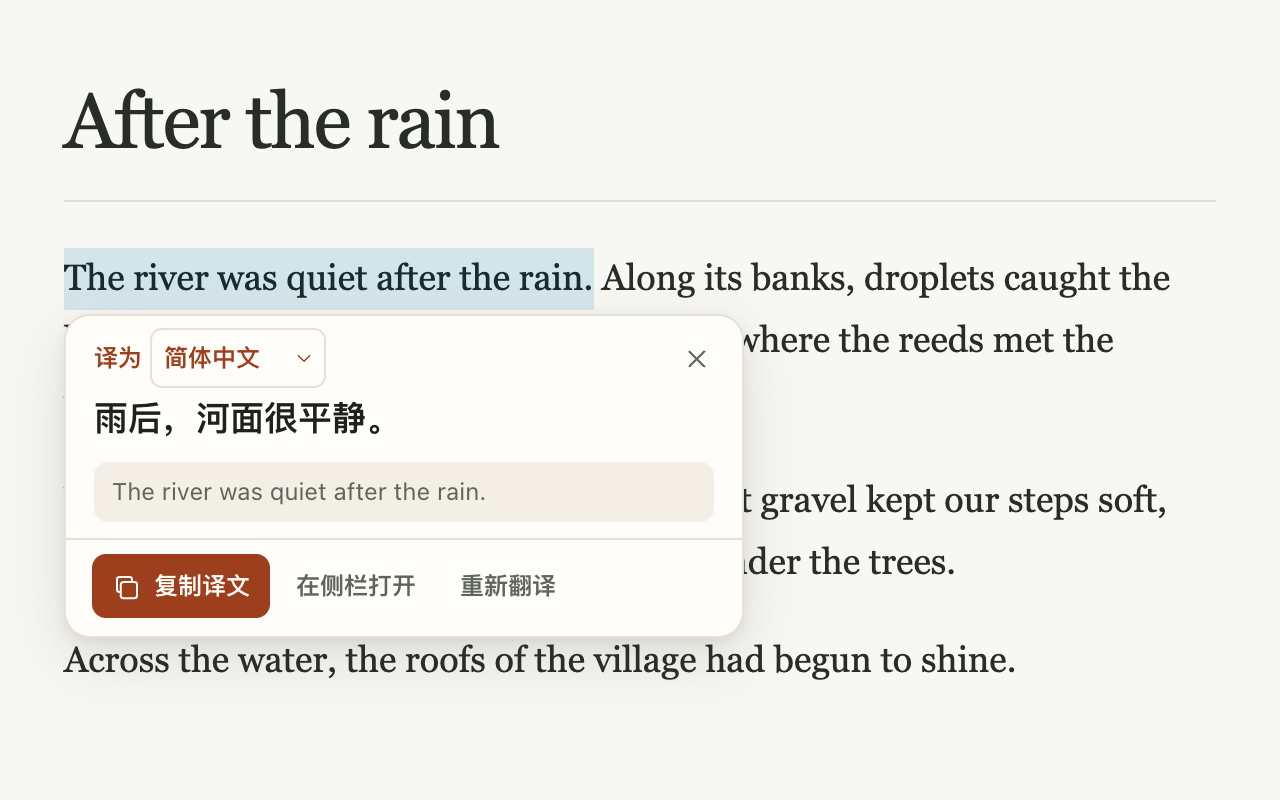 After the rain
The river was quiet after the rain. Along its banks, droplets caught the
where the reeds met the
译为 简体中文
雨后，河面很平静。
The river was quiet after the rain.
gravel kept our steps soft,
the trees.
复制译文 在侧栏打开 重新翻译
Across the water, the roofs of the village had begun to shine.